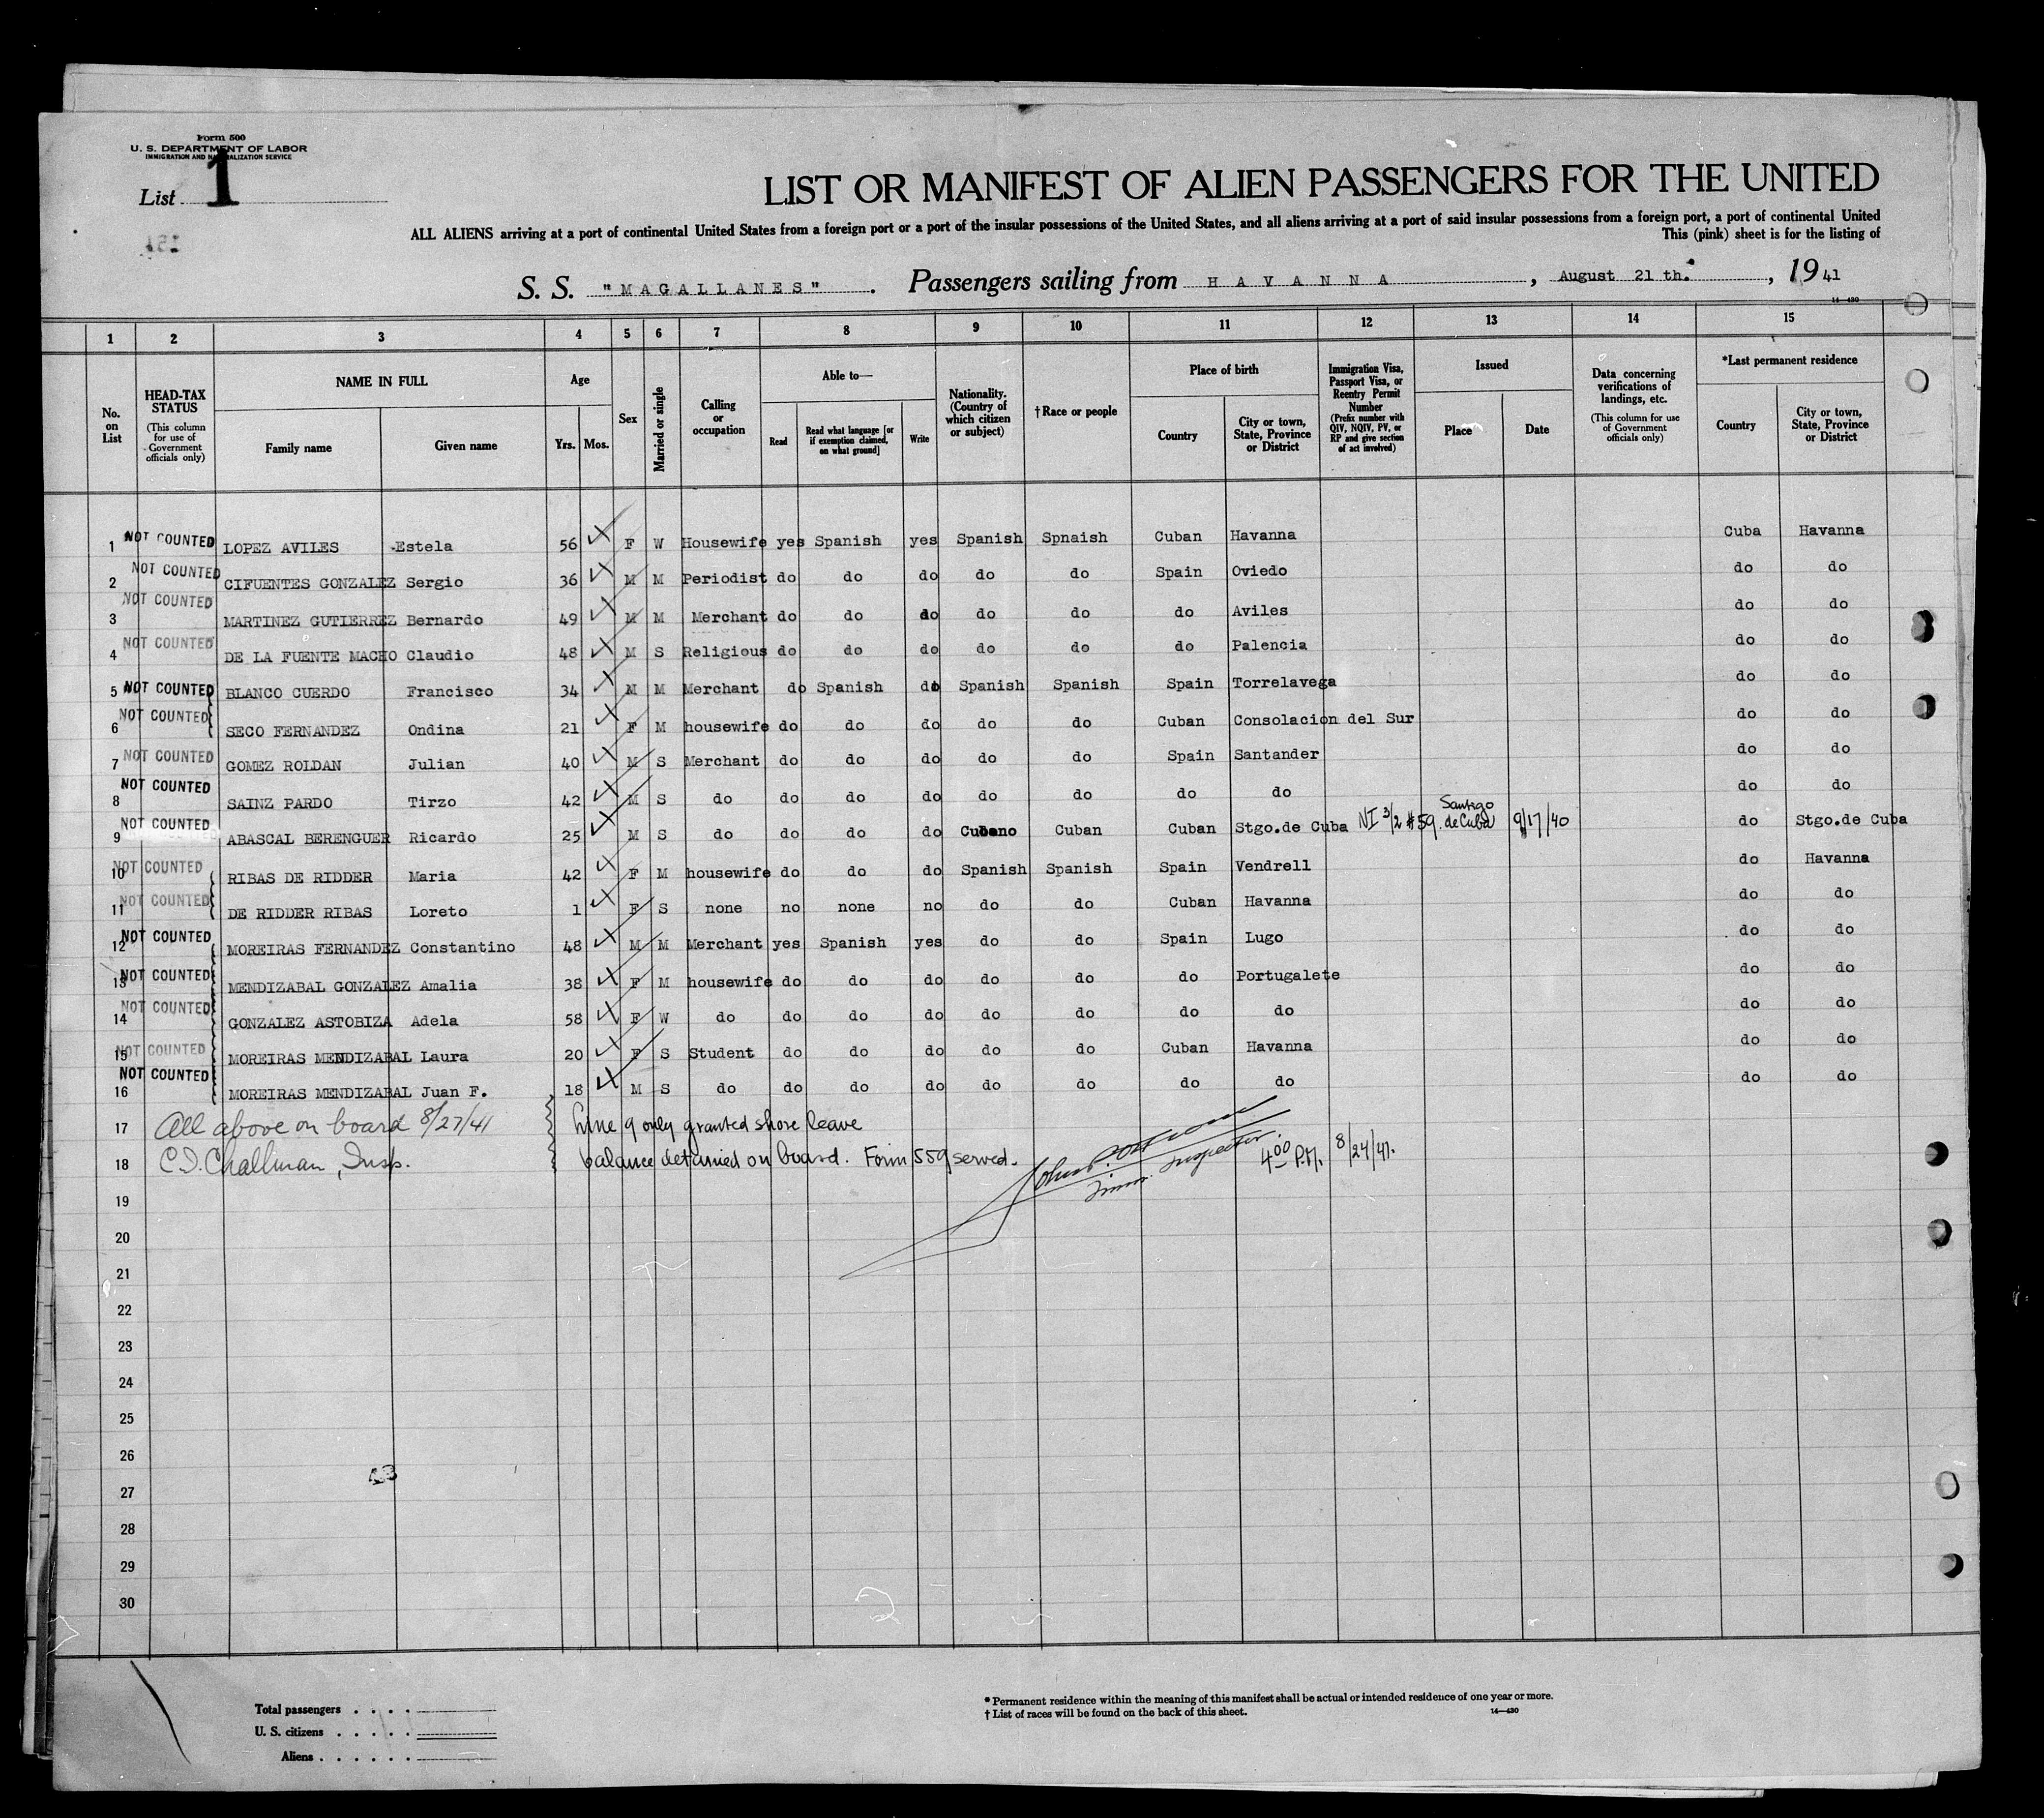 Form 500
U. S. DEPARTMENT OF LABOR
IMMIGRATION AND NATURALIZATION SERVICE
List 1
LIST OR MANIFEST OF ALIEN PASSENGERS FOR THE UNITED
ALL ALIENS arriving at a port of continental United States from a foreign port or a port of the insular possessions of the United States, and all aliens arriving at a port of said insular possessions from a foreign port, a port of continental United
This (pink) sheet is for the listing of
S. S. "MAGALLANES". Passengers sailing from HAVANNA, August 21 th., 1941
14-430
1 2 3 4 5 6 7 8 9 10 11 12 13 14 15
No. on List
HEAD-TAX STATUS (This column for use of Government officials only)
NAME IN FULL
Family name Given name
Age
Yrs. Mos.
Sex
Married or single
Calling or occupation
Able to—
Read
Read what language [or if exemption claimed, on what ground]
Write
Nationality. (Country of which citizen or subject)
†Race or people
Place of birth
Country
City or town, State, Province or District
Immigration Visa, Passport Visa, or Reentry Permit Number (Prefix number with QIV, NQIV, PV, or RP and give section of act involved)
Issued
Place Date
Data concerning verifications of landings, etc. (This column for use of Government officials only)
*Last permanent residence
Country
City or town, State, Province or District
1 NOT COUNTED LOPEZ AVILES Estela 56 F W Housewife yes Spanish yes Spanish Spnaish Cuban Havanna Cuba Havanna
2 NOT COUNTED CIFUENTES GONZALEZ Sergio 36 M M Periodist do do do do do Spain Oviedo do do
3 NOT COUNTED MARTINEZ GUTIERREZ Bernardo 49 M M Merchant do do do do do do Aviles do do
4 NOT COUNTED DE LA FUENTE MACHO Claudio 48 M S Religious do do do do do do Palencia do do
5 NOT COUNTED BLANCO CUERDO Francisco 34 M M Merchant do Spanish do Spanish Spanish Spain Torrelavega do do
6 NOT COUNTED SECO FERNANDEZ Ondina 21 F M housewife do do do do do Cuban Consolacion del Sur do do
7 NOT COUNTED GOMEZ ROLDAN Julian 40 M S Merchant do do do do do Spain Santander do do
8 NOT COUNTED SAINZ PARDO Tirzo 42 M S do do do do do do do do do do
9 NOT COUNTED ABASCAL BERENGUER Ricardo 25 M S do do do do Cubano Cuban Cuban Stgo.de Cuba NI 3/2 #59. Santigo de Cuba 9/17/40 do Stgo.de Cuba
10 NOT COUNTED RIBAS DE RIDDER Maria 42 F M housewife do do do Spanish Spanish Spain Vendrell do Havanna
11 NOT COUNTED DE RIDDER RIBAS Loreto 1 F S none no none no do do Cuban Havanna do do
12 NOT COUNTED MOREIRAS FERNANDEZ Constantino 48 M M Merchant yes Spanish yes do do Spain Lugo do do
13 NOT COUNTED MENDIZABAL GONZALEZ Amalia 38 F M housewife do do do do do do Portugalete do do
14 NOT COUNTED GONZALEZ ASTOBIZA Adela 58 F W do do do do do do do do do do
15 NOT COUNTED MOREIRAS MENDIZABAL Laura 20 F S Student do do do do do Cuban Havanna do do
16 NOT COUNTED MOREIRAS MENDIZABAL Juan F. 18 M S do do do do do do do do do do
17 All above on board 8/27/41 Line 9 only granted shore leave
18 C.D. Challman, Insp. balance detained on board. Form 559 served. Immi. Inspector. 4 00 P.M. 8/24/41.
19
20
21
22
23
24
25
26
27
28
29
30
Total passengers . . . .
U. S. citizens . . . . .
Aliens . . . . . .
* Permanent residence within the meaning of this manifest shall be actual or intended residence of one year or more.
† List of races will be found on the back of this sheet.
14—430